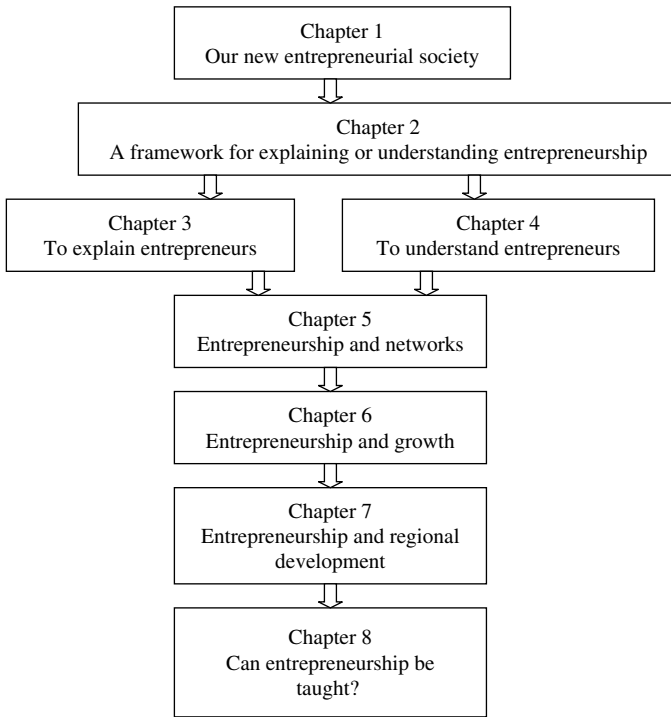 Chapter 1
Our new entrepreneurial society
Chapter 2
A framework for explaining or understanding entrepreneurship
Chapter 3
To explain entrepreneurs
Chapter 4
To understand entrepreneurs
Chapter 5
Entrepreneurship and networks
Chapter 6
Entrepreneurship and growth
Chapter 7
Entrepreneurship and regional
development
Chapter 8
Can entrepreneurship be
taught?